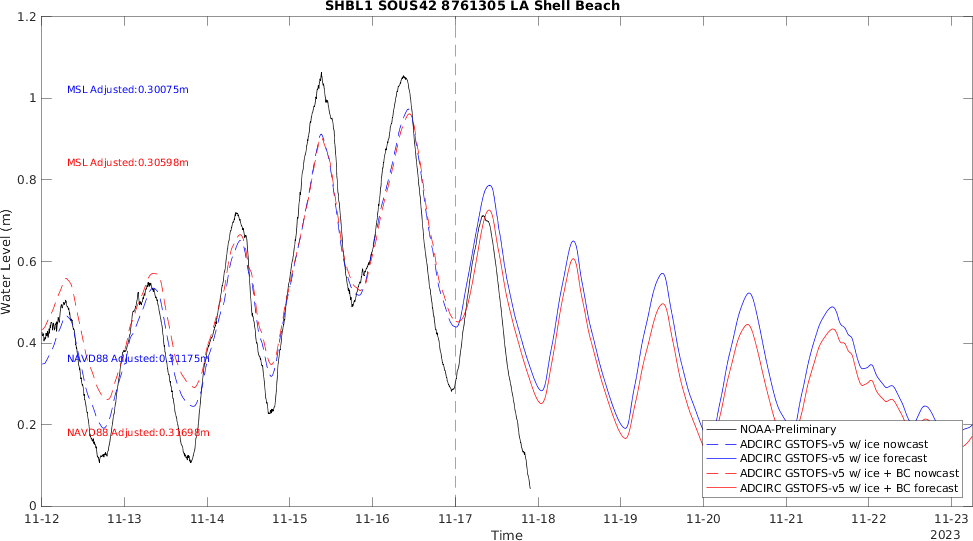 SHBL1 SOUS42 8761305 LA Shell Beach
Water Level (m)
1.2
1
0.8
0.6
0.4
0.2
0
MSL Adjusted:0.30075m
MSL Adjusted:0.30598m
NAVD88 Adjusted:0.31175m
NAVD88 Adjusted:0.31698m
NOAA-Preliminary
ADCIRC GSTOFS-v5 w/ ice nowcast
ADCIRC GSTOFS-v5 w/ ice forecast
ADCIRC GSTOFS-v5 w/ ice + BC nowcast
ADCIRC GSTOFS-v5 w/ ice + BC forecast
11-12 11-13 11-14 11-15 11-16 11-17 11-18 11-19 11-20 11-21 11-22 11-23
2023
Time